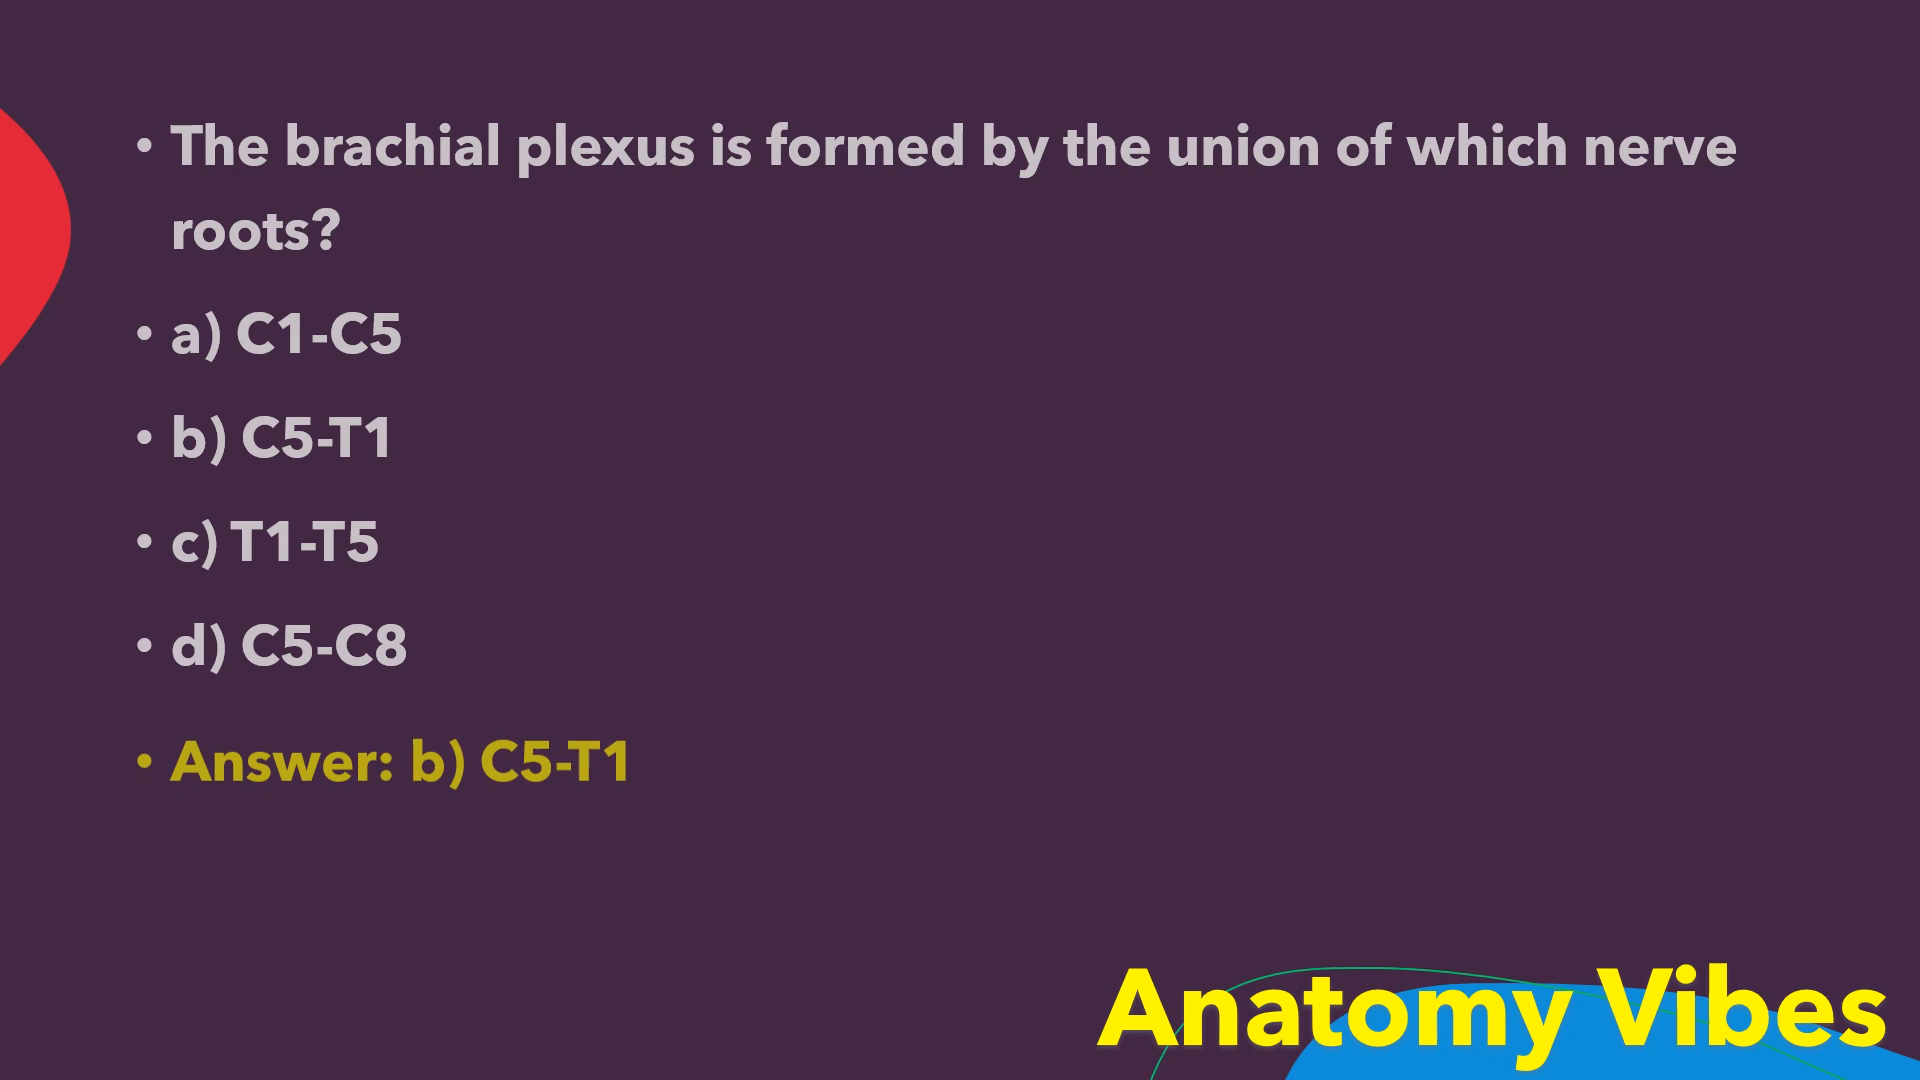 • The brachial plexus is formed by the union of which nerve
roots?
• a) C1-C5
• b) C5-T1
• c) T1-T5
• d) C5-C8
• Answer: b) C5-T1
Anatomy Vibes